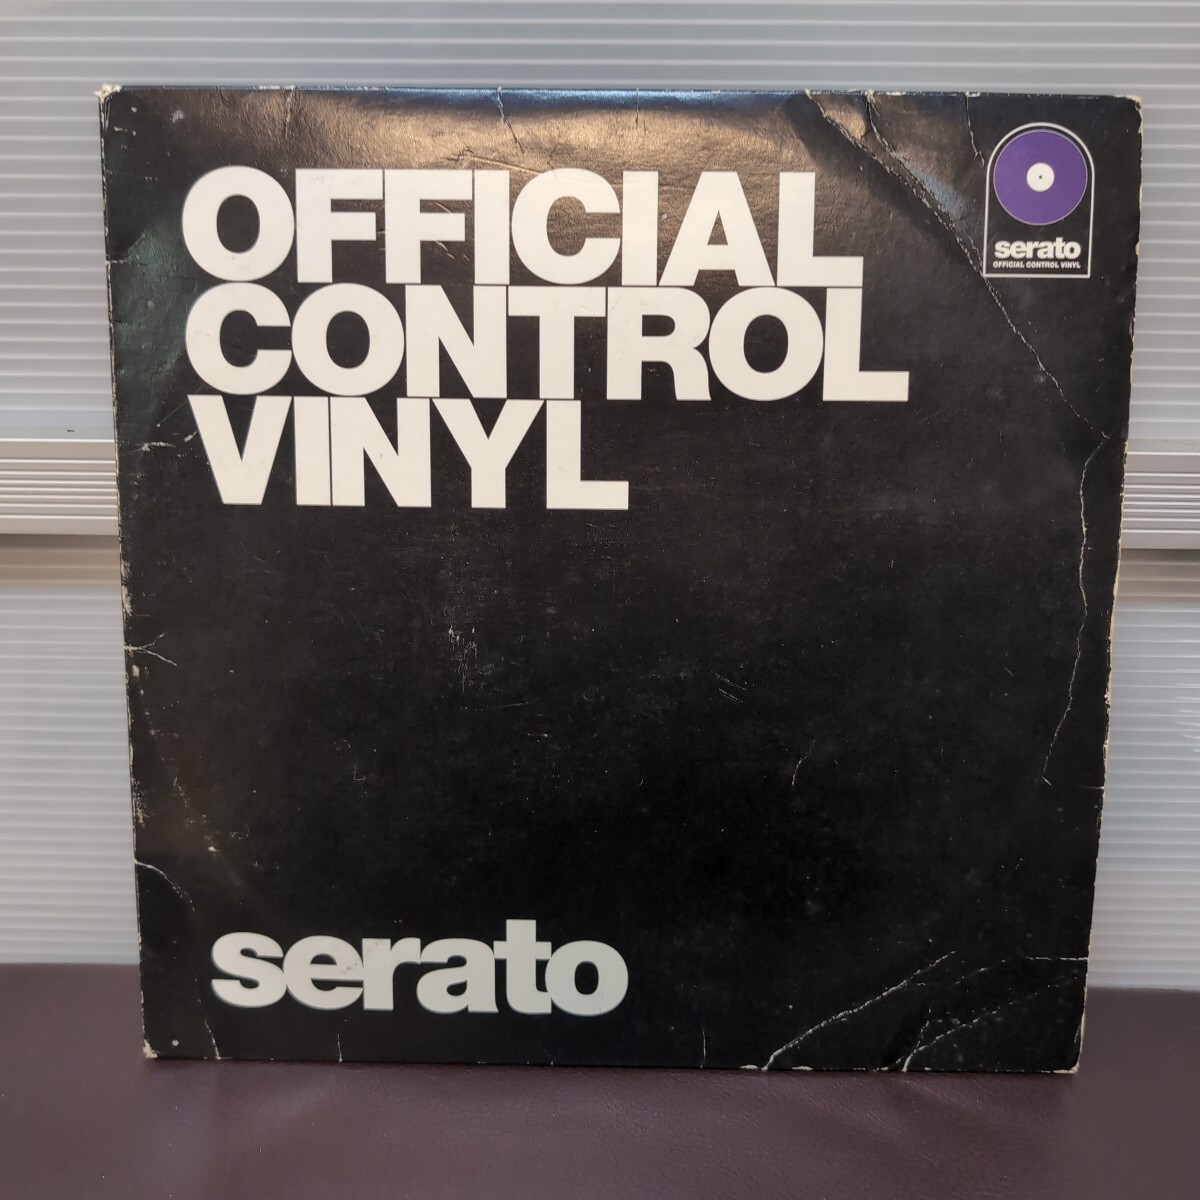 OFFICIAL
CONTROL
VINYL
serato
OFFICIAL CONTROL VINYL
serato